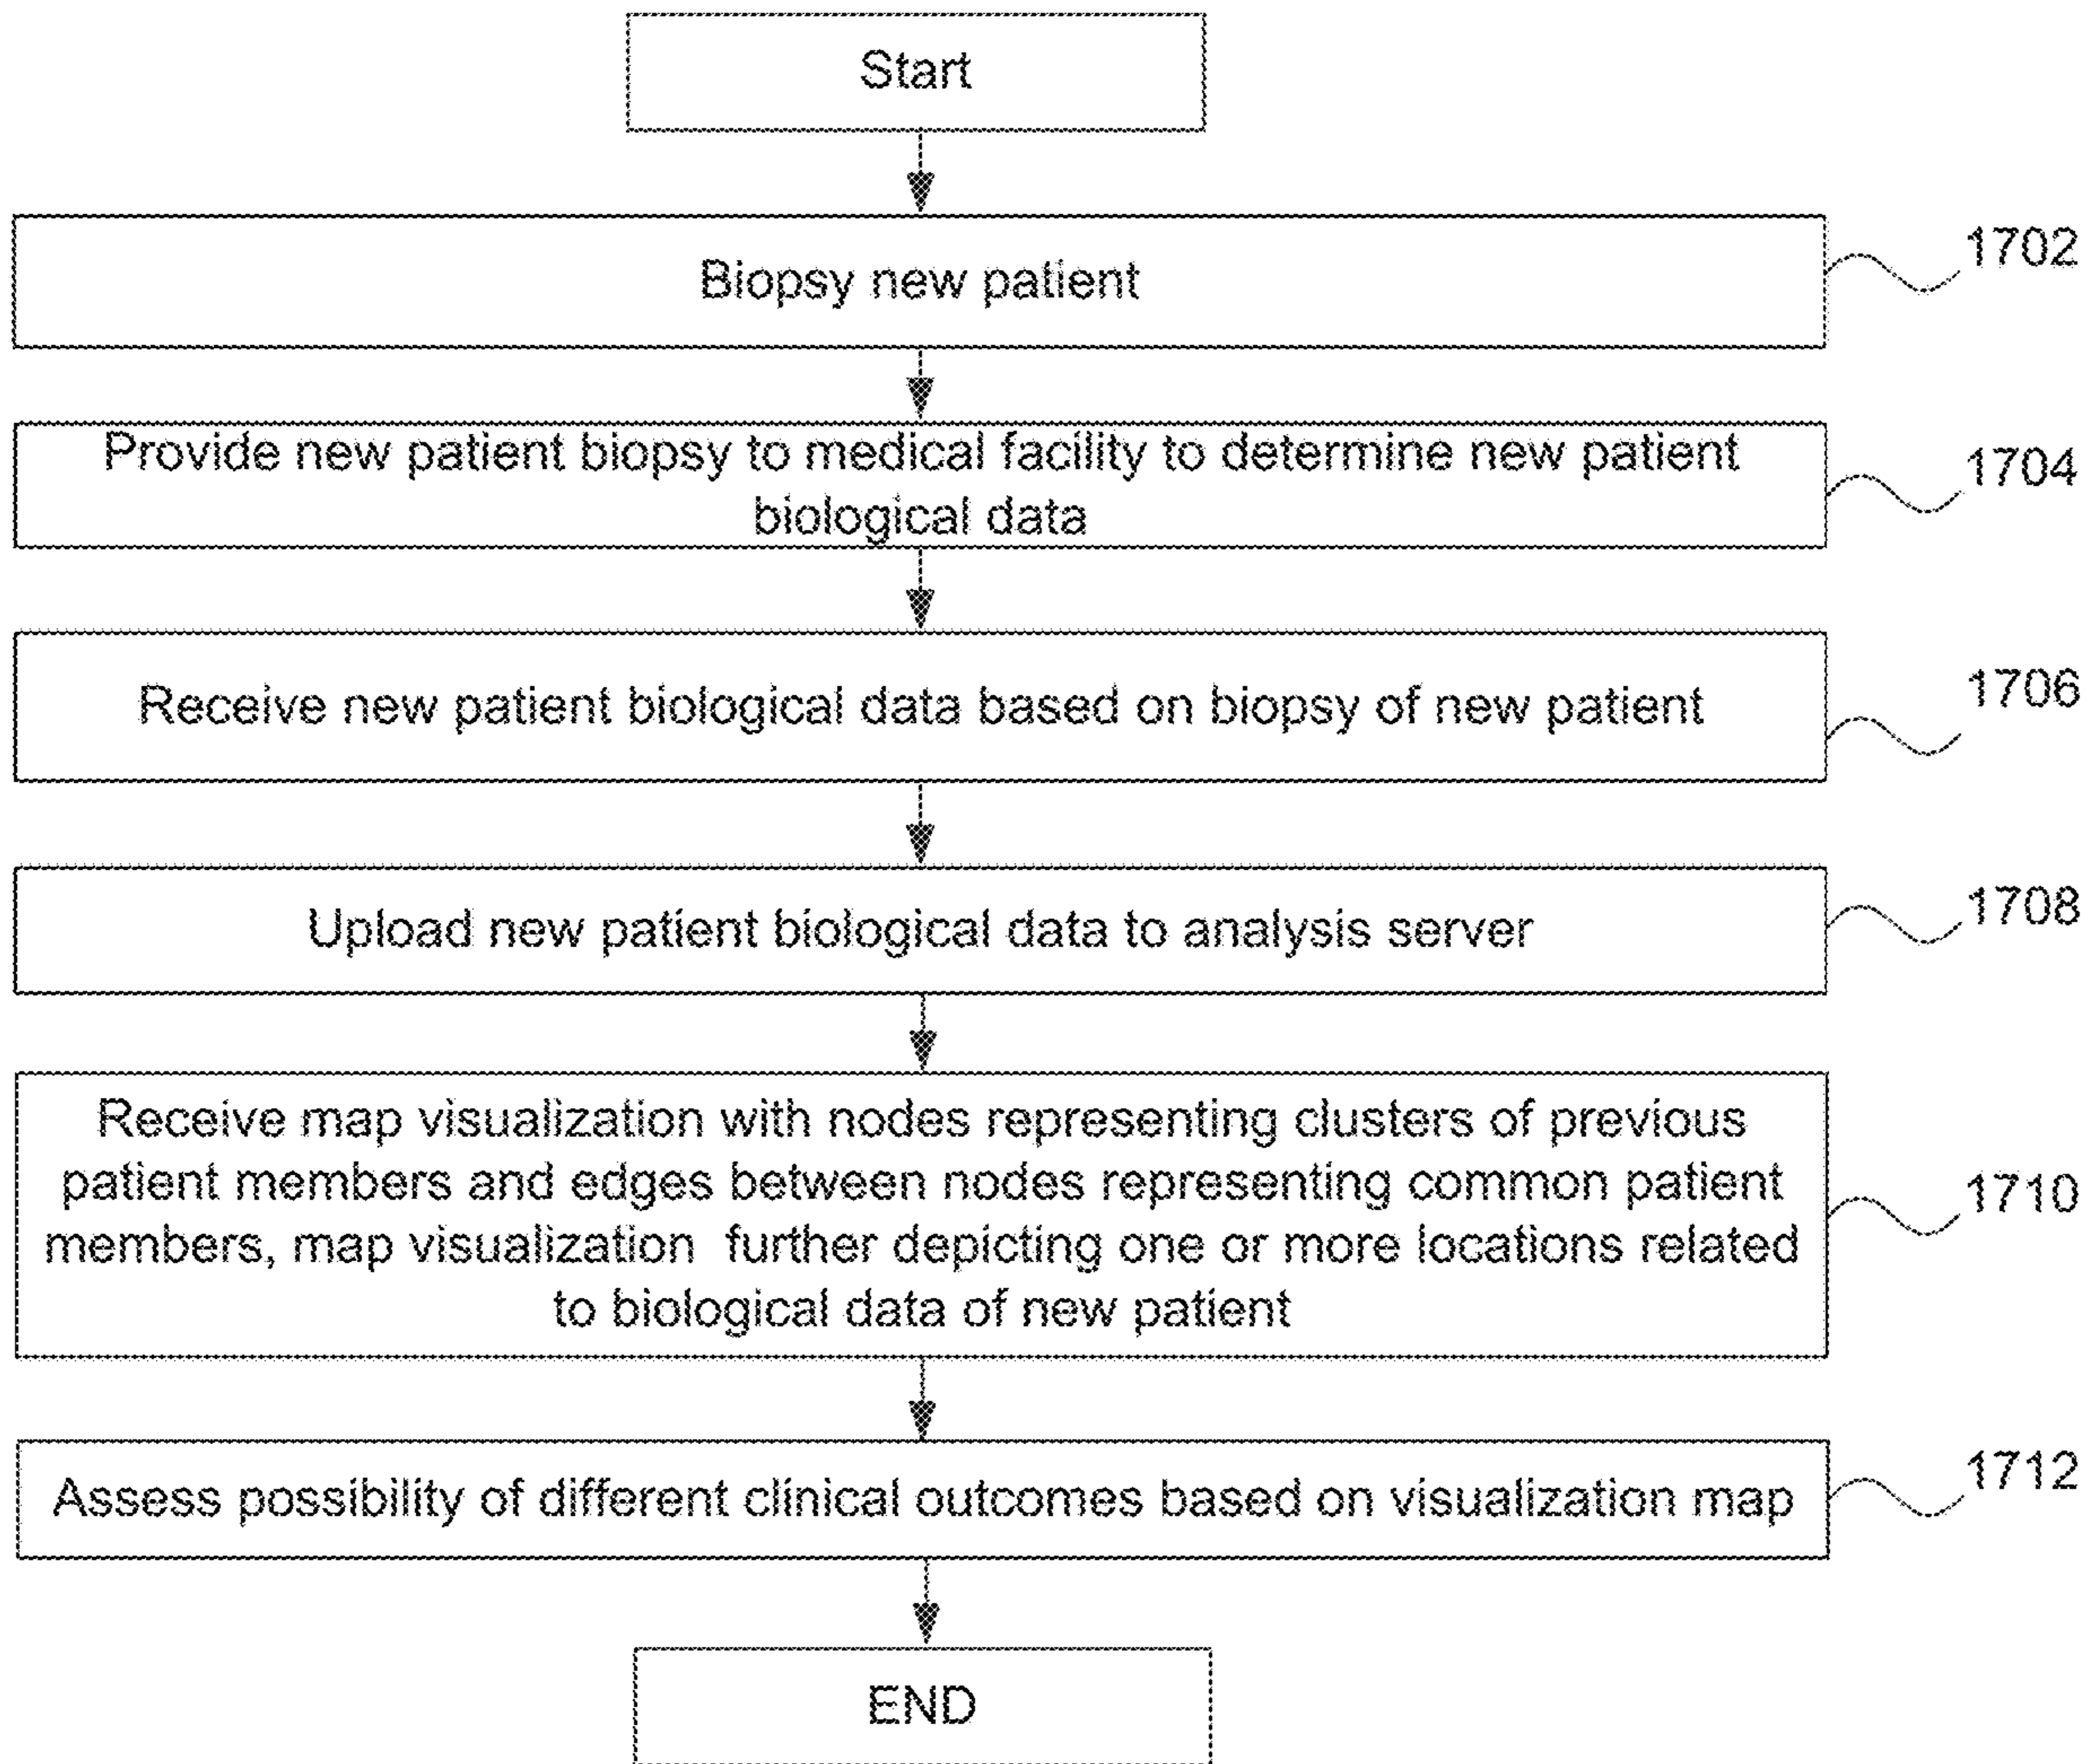 Start
Biopsy new patient
1702
Provide new patient biopsy to medical facility to determine new patient
biological data
1704
Receive new patient biological data based on biopsy of new patient
1706
Upload new patient biological data to analysis server
1708
Receive map visualization with nodes representing clusters of previous
patient members and edges between nodes representing common patient
members, map visualization further depicting one or more locations related
to biological data of new patient
1710
Assess possibility of different clinical outcomes based on visualization map
1712
END